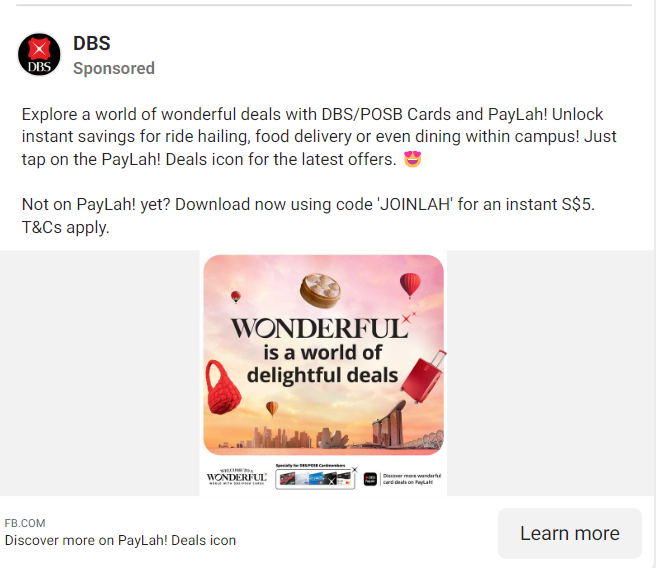 DBS
DBS
Sponsored
Explore a world of wonderful deals with DBS/POSB Cards and PayLah! Unlock
instant savings for ride hailing, food delivery or even dining within campus! Just
tap on the PayLah! Deals icon for the latest offers. 😍
Not on PayLah! yet? Download now using code 'JOINLAH' for an instant S$5.
T&Cs apply.
WONDERFUL
is a world of
delightful deals
WELCOME TO A
WONDERFUL
WORLD WITH DBS/POSB CARDS
Specially for DBS/POSB Cardmembers
Discover more wonderful
card deals on PayLah!
FB.COM
Discover more on PayLah! Deals icon
Learn more